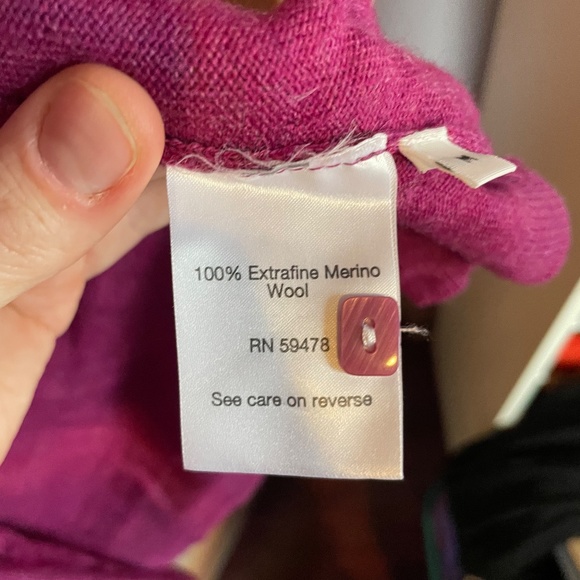 100% Extrafine Merino
Wool
RN 59478
See care on reverse